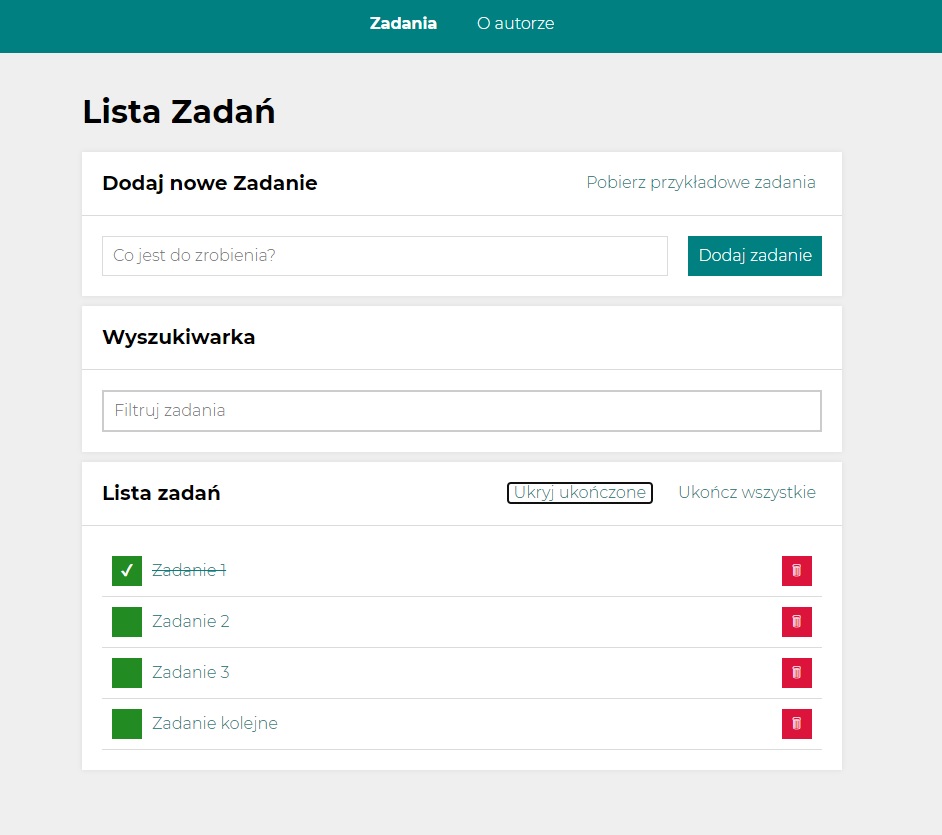 Zadania O autorze
Lista Zadań
Dodaj nowe Zadanie Pobierz przykładowe zadania
Co jest do zrobienia? Dodaj zadanie
Wyszukiwarka
Filtruj zadania
Lista zadań Ukryj ukończone Ukończ wszystkie
Zadanie 1
Zadanie 2
Zadanie 3
Zadanie kolejne